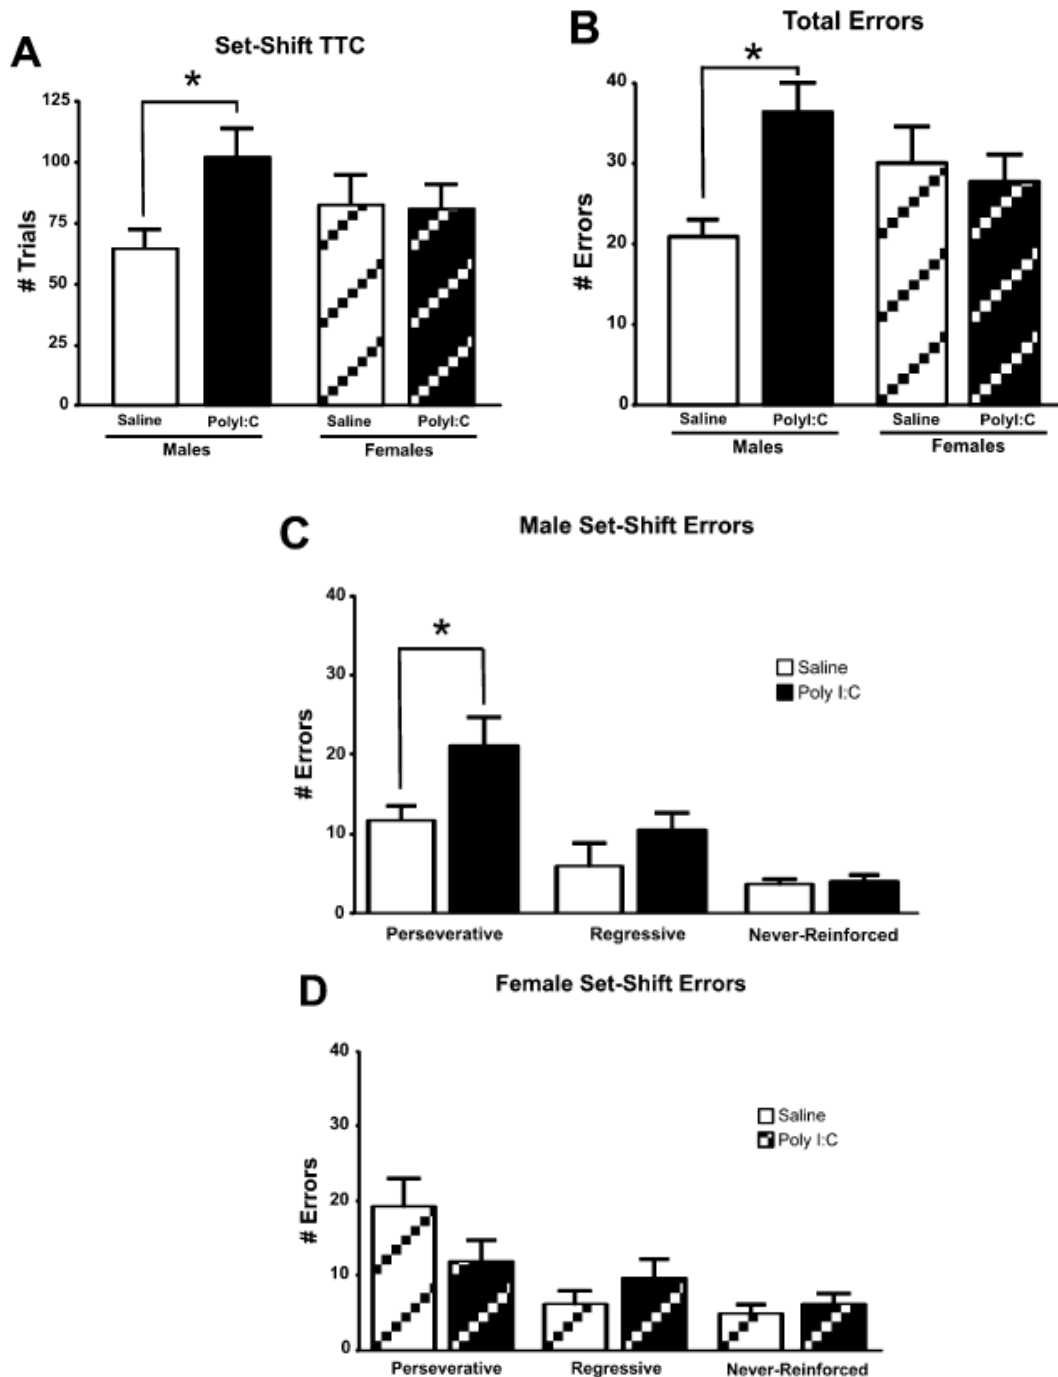 A
Set-Shift TTC
*
125
100
75
50
25
0
# Trials
Saline PolyI:C Saline PolyI:C
Males Females
B
Total Errors
*
40
30
20
10
0
# Errors
Saline PolyI:C Saline PolyI:C
Males Females
C
Male Set-Shift Errors
*
40
30
20
10
0
# Errors
Saline
Poly I:C
Perseverative Regressive Never-Reinforced
D
Female Set-Shift Errors
40
30
20
10
0
# Errors
Saline
Poly I:C
Perseverative Regressive Never-Reinforced